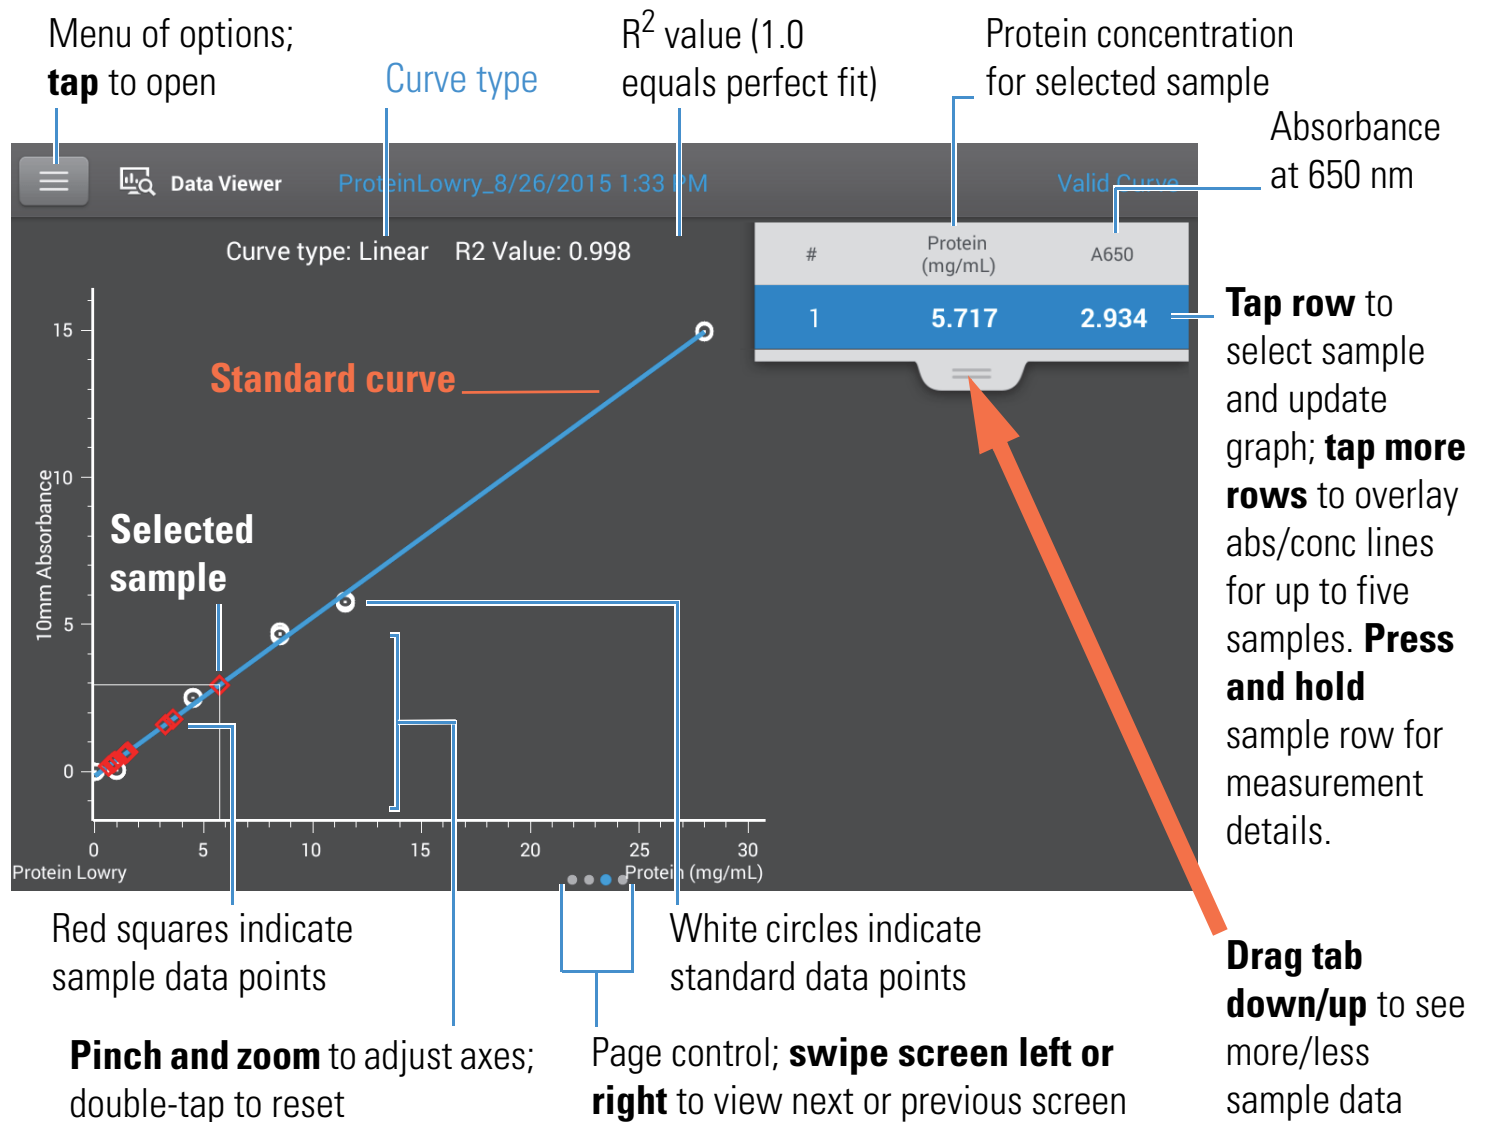 Menu of options;
tap to open
Curve type
R2 value (1.0
equals perfect fit)
Protein concentration
for selected sample
Absorbance
at 650 nm
Data Viewer
ProteinLowry_8/26/2015 1:33 PM
Valid Curve
Curve type: Linear R2 Value: 0.998
# Protein (mg/mL) A650
1 5.717 2.934
Tap row to
select sample
and update
graph; tap more
rows to overlay
abs/conc lines
for up to five
samples. Press
and hold
sample row for
measurement
details.
Standard curve
Selected
sample
10mm Absorbance
15
10
5
0
0 5 10 15 20 25 30
Protein Lowry
Protein (mg/mL)
Red squares indicate
sample data points
White circles indicate
standard data points
Pinch and zoom to adjust axes;
double-tap to reset
Page control; swipe screen left or
right to view next or previous screen
Drag tab
down/up to see
more/less
sample data